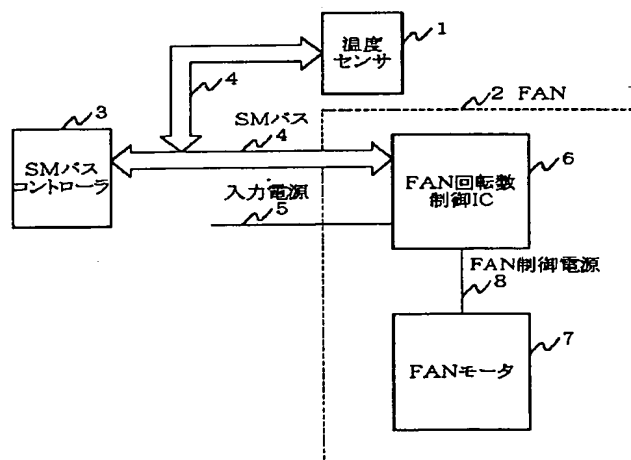 1
温度
センサ
4
2 FAN
3
SMバス
4
SMバス
コントローラ
6
FAN回転数
制御IC
入力電源
5
FAN制御電源
8
7
FANモータ